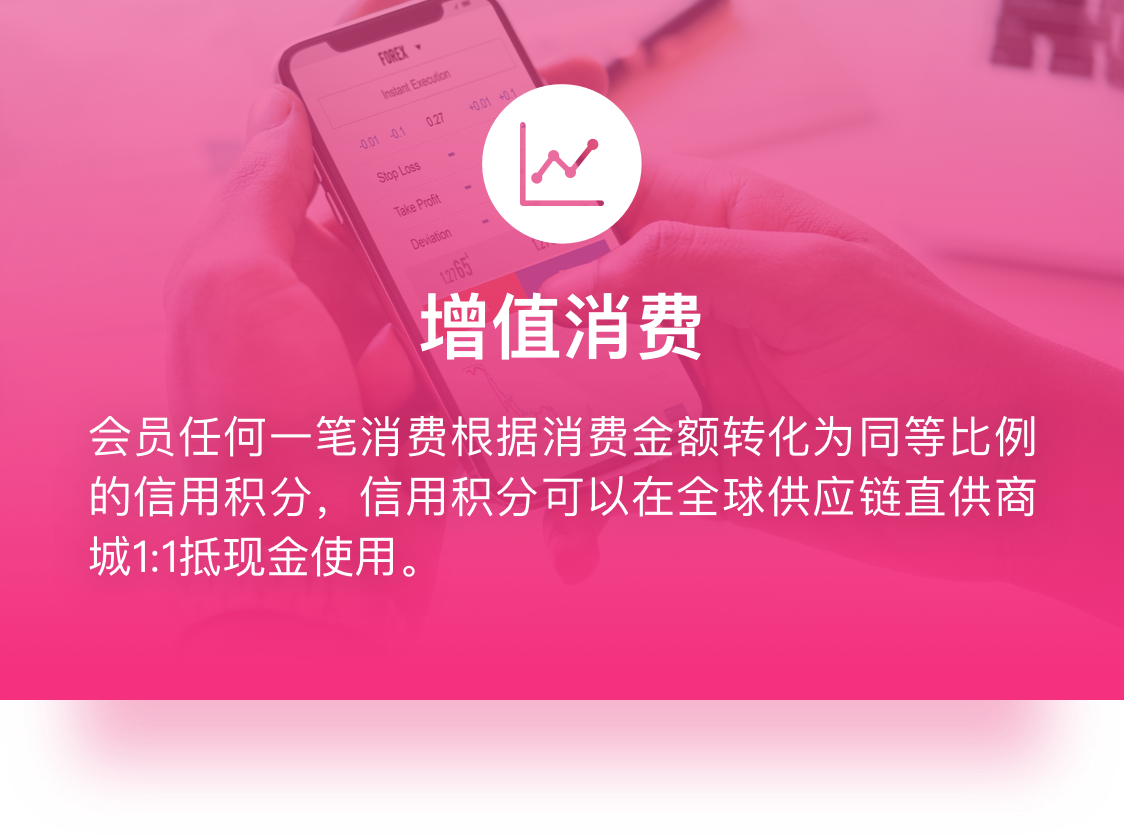 FOREX
Instant Execution
-0.01 -0.1 0.27 +0.01 +0.1
Stop Loss
Take Profit
Deviation
1.2765
增值消费
会员任何一笔消费根据消费金额转化为同等比例
的信用积分，信用积分可以在全球供应链直供商
城1:1抵现金使用。